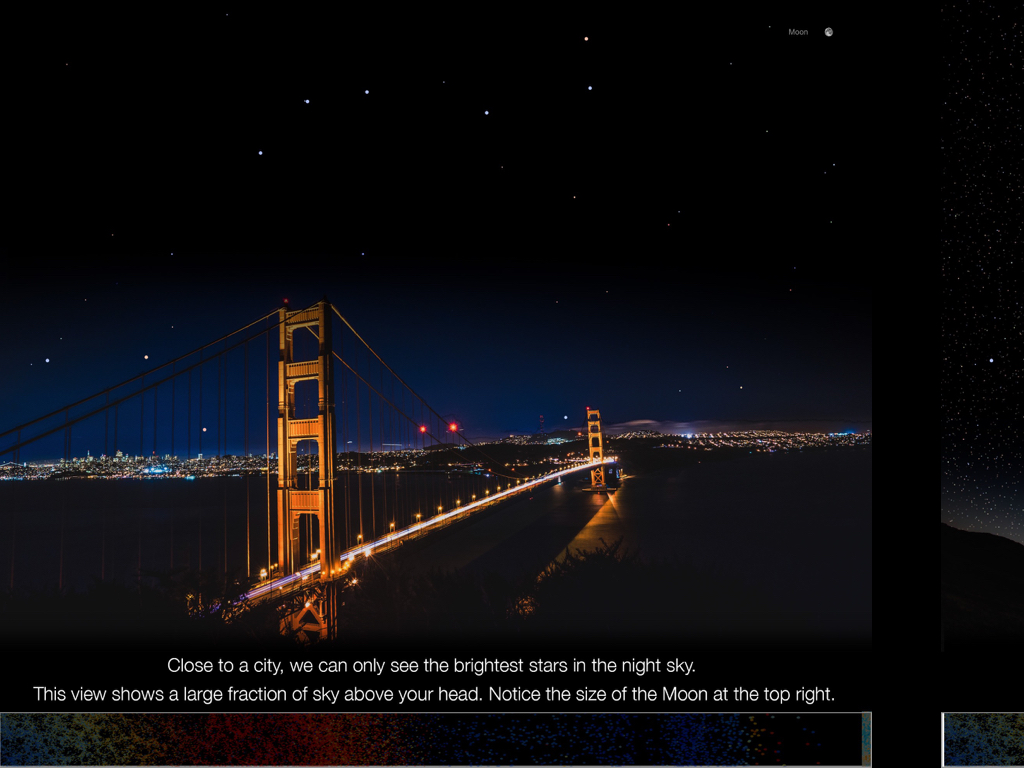 Moon
Close to a city, we can only see the brightest stars in the night sky.
This view shows a large fraction of sky above your head. Notice the size of the Moon at the top right.